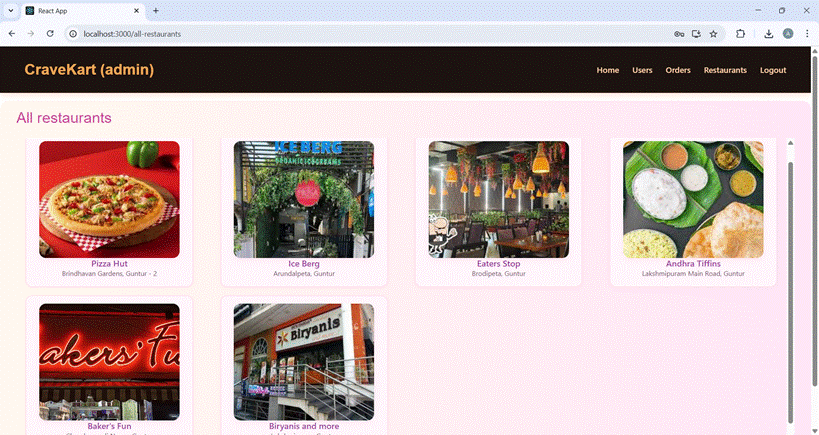 React App
localhost:3000/all-restaurants
CraveKart (admin)
Home Users Orders Restaurants Logout
All restaurants
ICE BERG
ORGANIC ICECREAMS
Pizza Hut
Brindhavan Gardens, Guntur - 2
Ice Berg
Arundalpeta, Guntur
Eaters Stop
Brodipeta, Guntur
Andhra Tiffins
Lakshmipuram Main Road, Guntur
akers' Fu
Biryanis
Baker's Fun
Biryanis and more